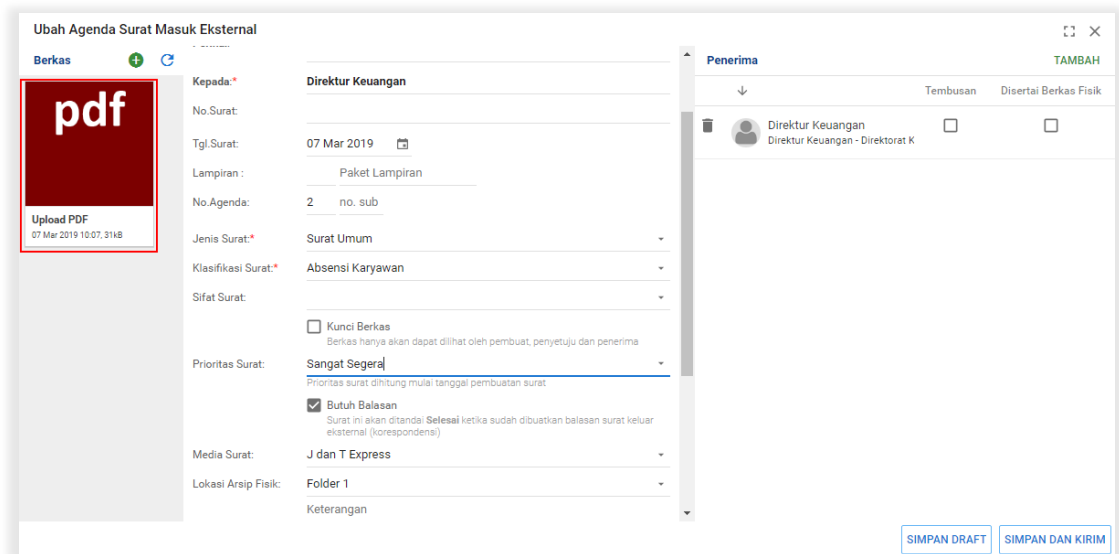 Ubah Agenda Surat Masuk Eksternal
Berkas
pdf
Upload PDF
07 Mar 2019 10:07, 31kB
Kepada:* Direktur Keuangan
No.Surat:
Tgl.Surat: 07 Mar 2019
Lampiran : Paket Lampiran
No.Agenda: 2 no. sub
Jenis Surat:* Surat Umum
Klasifikasi Surat:* Absensi Karyawan
Sifat Surat:
Kunci Berkas
Berkas hanya akan dapat dilihat oleh pembuat, penyetuju dan penerima
Prioritas Surat: Sangat Segera
Prioritas surat dihitung mulai tanggal pembuatan surat
Butuh Balasan
Surat ini akan ditandai Selesai ketika sudah dibuatkan balasan surat keluar
eksternal (korespondensi)
Media Surat: J dan T Express
Lokasi Arsip Fisik: Folder 1
Keterangan
Penerima TAMBAH
Tembusan Disertai Berkas Fisik
Direktur Keuangan
Direktur Keuangan - Direktorat K
SIMPAN DRAFT SIMPAN DAN KIRIM